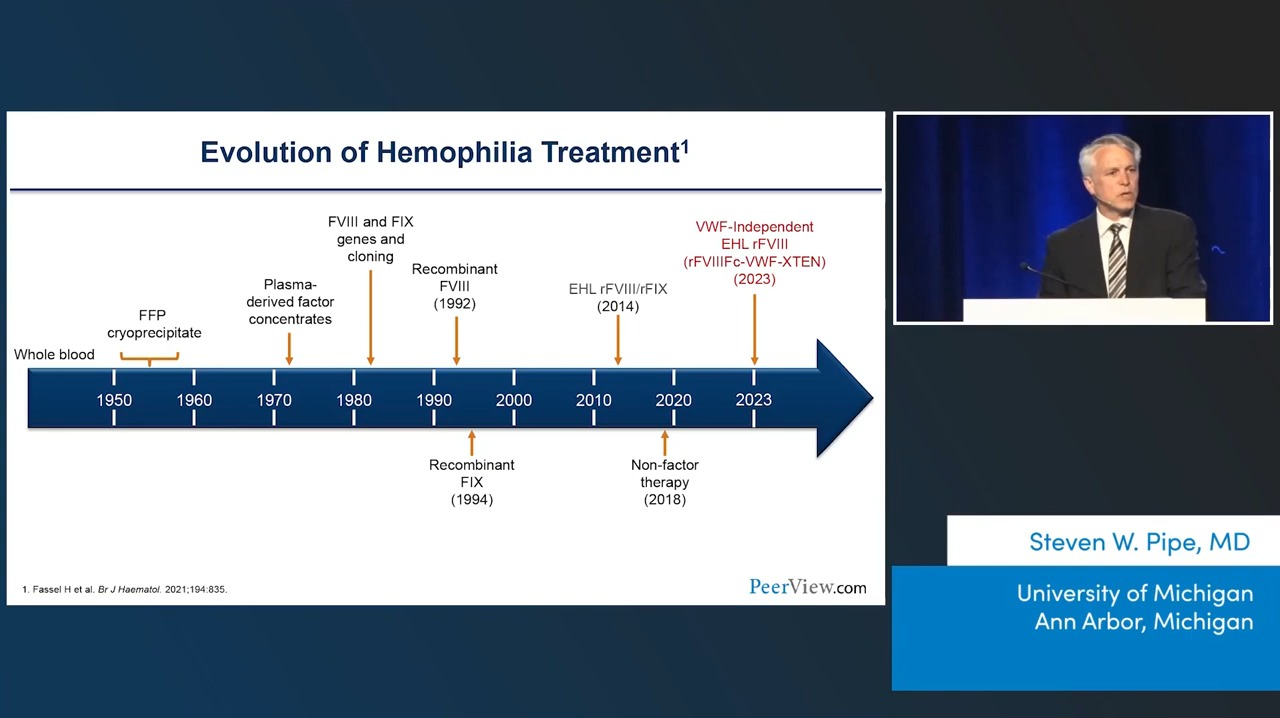 Evolution of Hemophilia Treatment1
FVIII and FIX
genes and
cloning
VWF-Independent
EHL rFVIII
(rFVIIIFc-VWF-XTEN)
(2023)
Recombinant
FVIII
(1992)
Plasma-
derived factor
concentrates
EHL rFVIII/rFIX
(2014)
FFP
cryoprecipitate
Whole blood
1950 1960 1970 1980 1990 2000 2010 2020 2023
Recombinant
FIX
(1994)
Non-factor
therapy
(2018)
1. Fassel H et al. Br J Haematol. 2021;194:835.
PeerView.com
Steven W. Pipe, MD
University of Michigan
Ann Arbor, Michigan